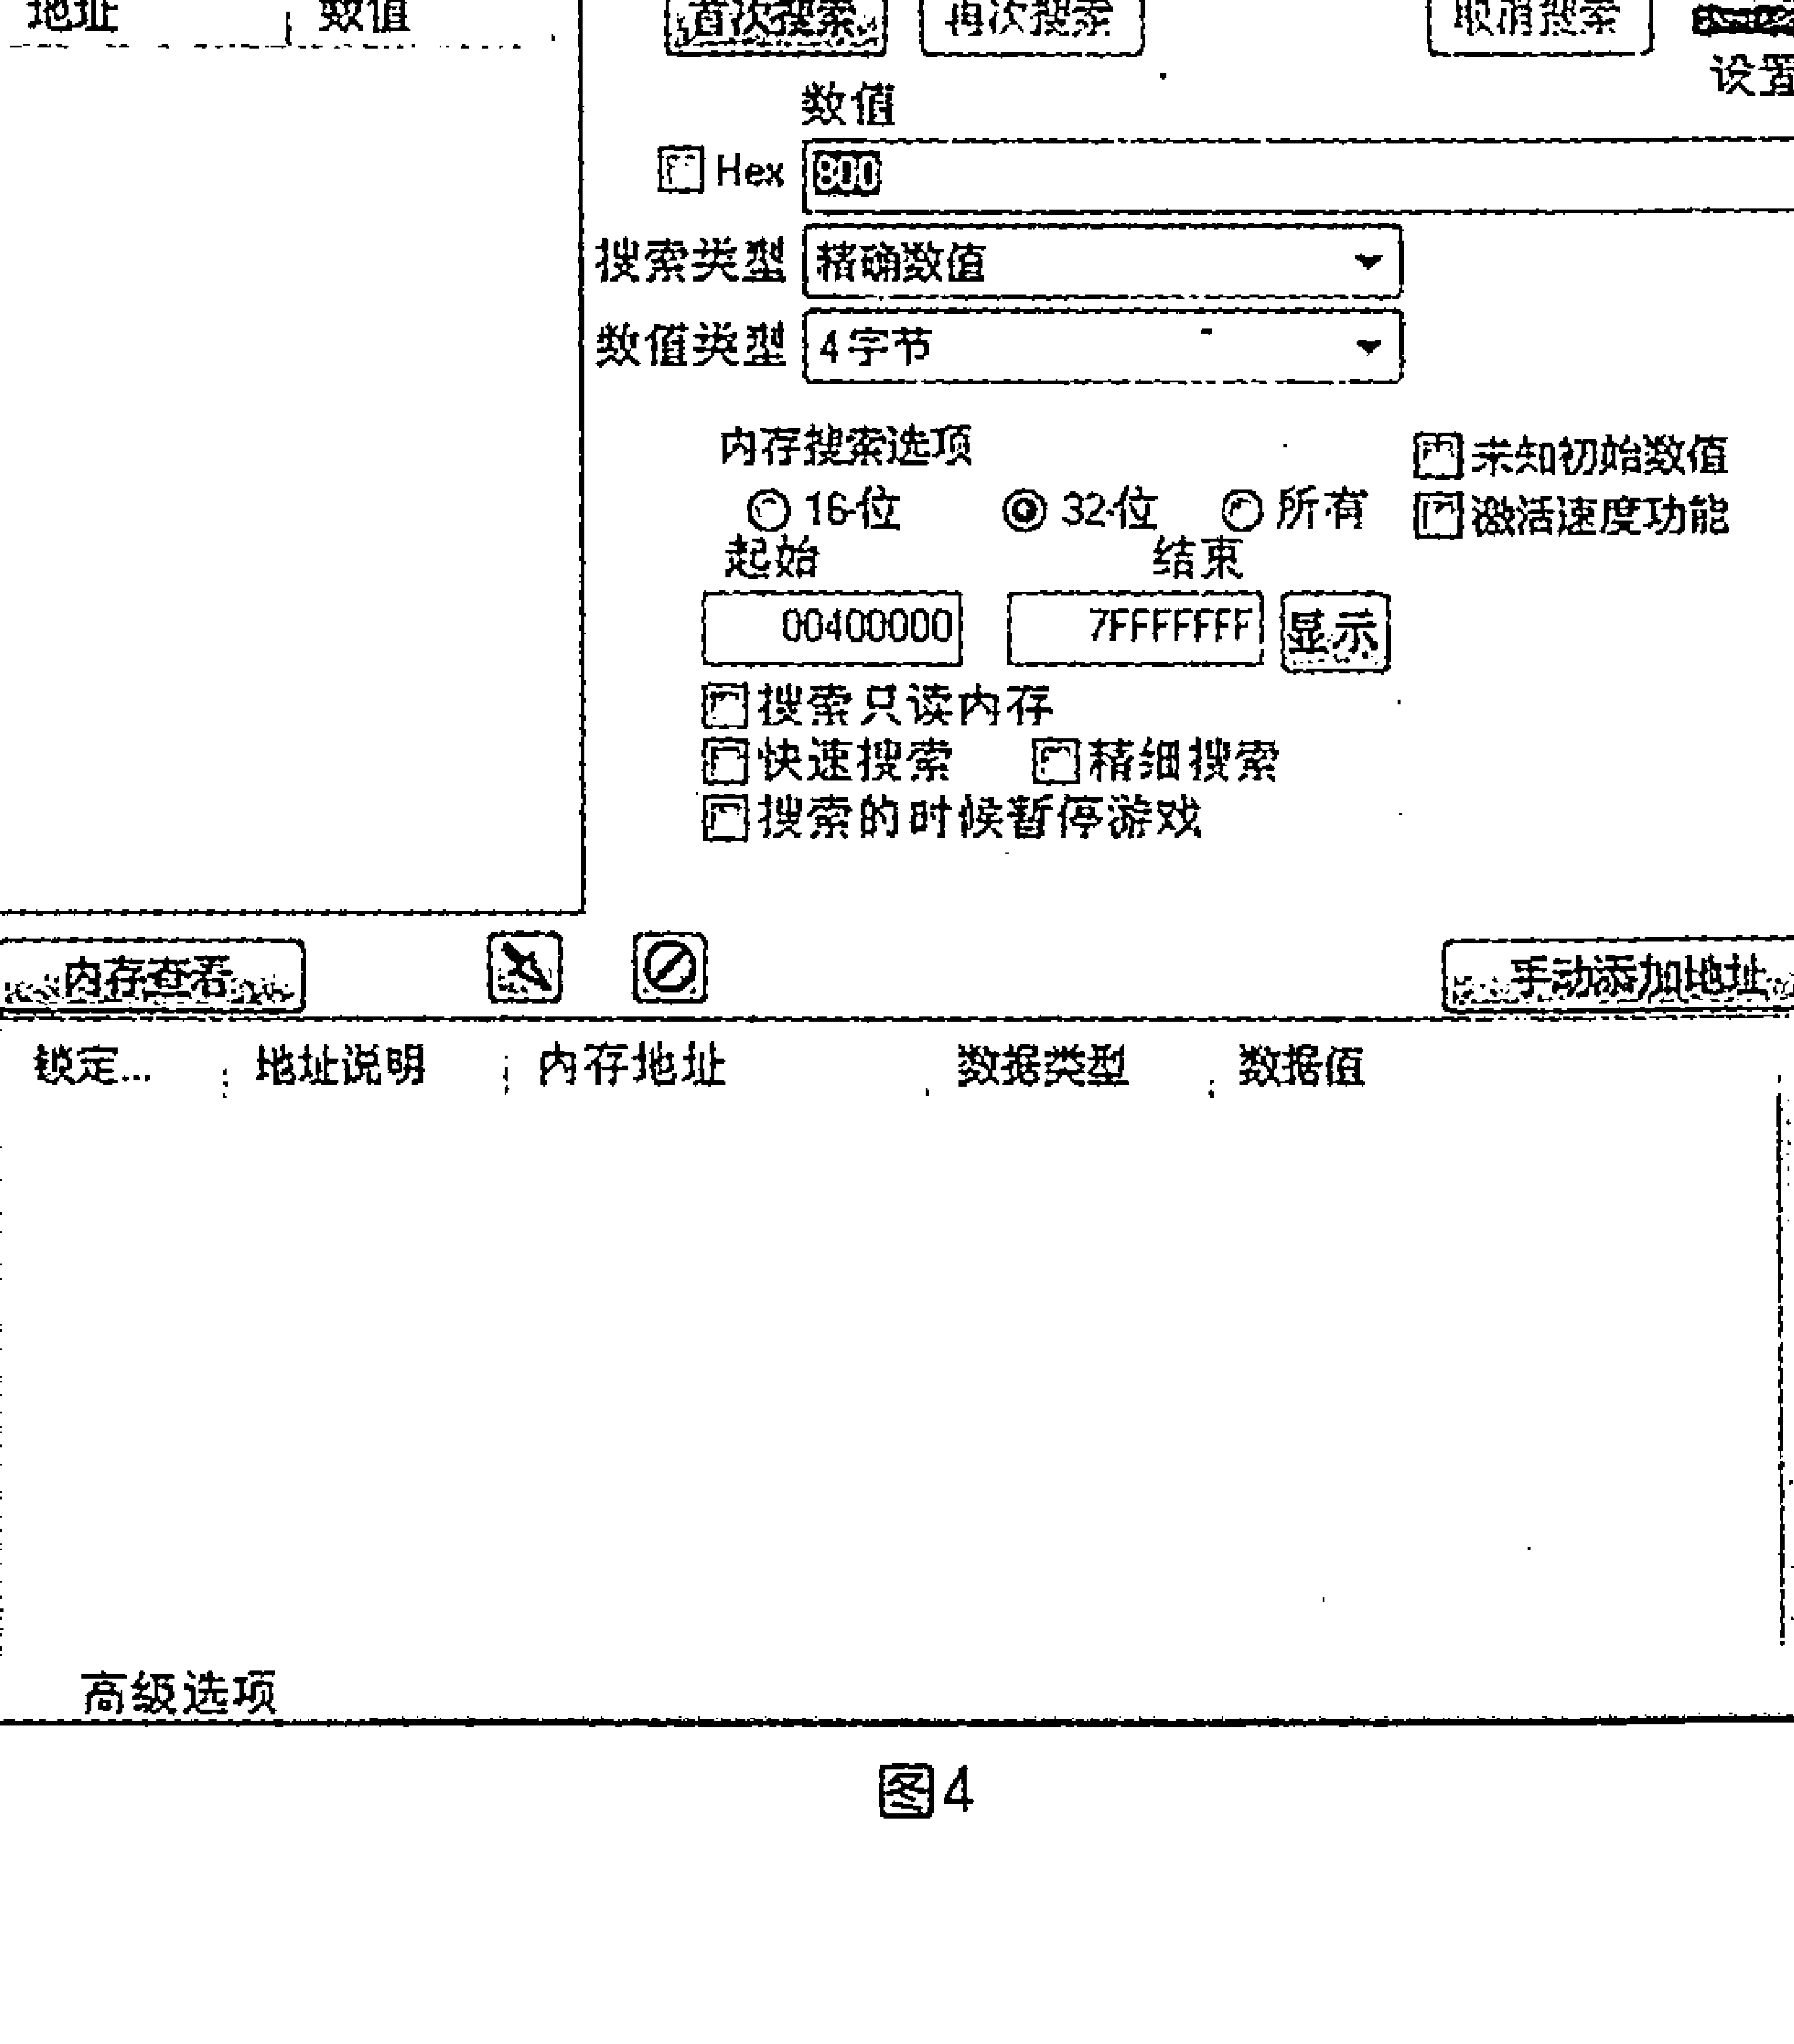 地址 数值 首次搜索 再次搜索 取消搜索
设置
数值
Hex 800
搜索类型 精确数值
数值类型 4字节
内存搜索选项 未知初始数值
16-位 32-位 所有 激活速度功能
起始 结束
00400000 7FFFFFFF 显示
搜索只读内存
快速搜索 精细搜索
搜索的时候暂停游戏
内存查看 手动添加地址
锁定... 地址说明 内存地址 数据类型 数据值
高级选项
图4